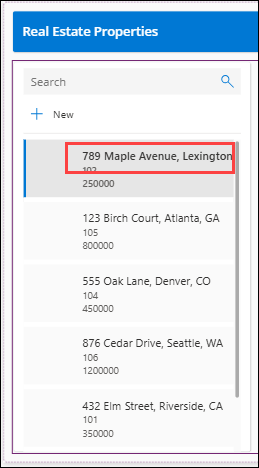 Real Estate Properties
Search
New
789 Maple Avenue, Lexington
102
250000
123 Birch Court, Atlanta, GA
105
800000
555 Oak Lane, Denver, CO
104
450000
876 Cedar Drive, Seattle, WA
106
1200000
432 Elm Street, Riverside, CA
101
350000